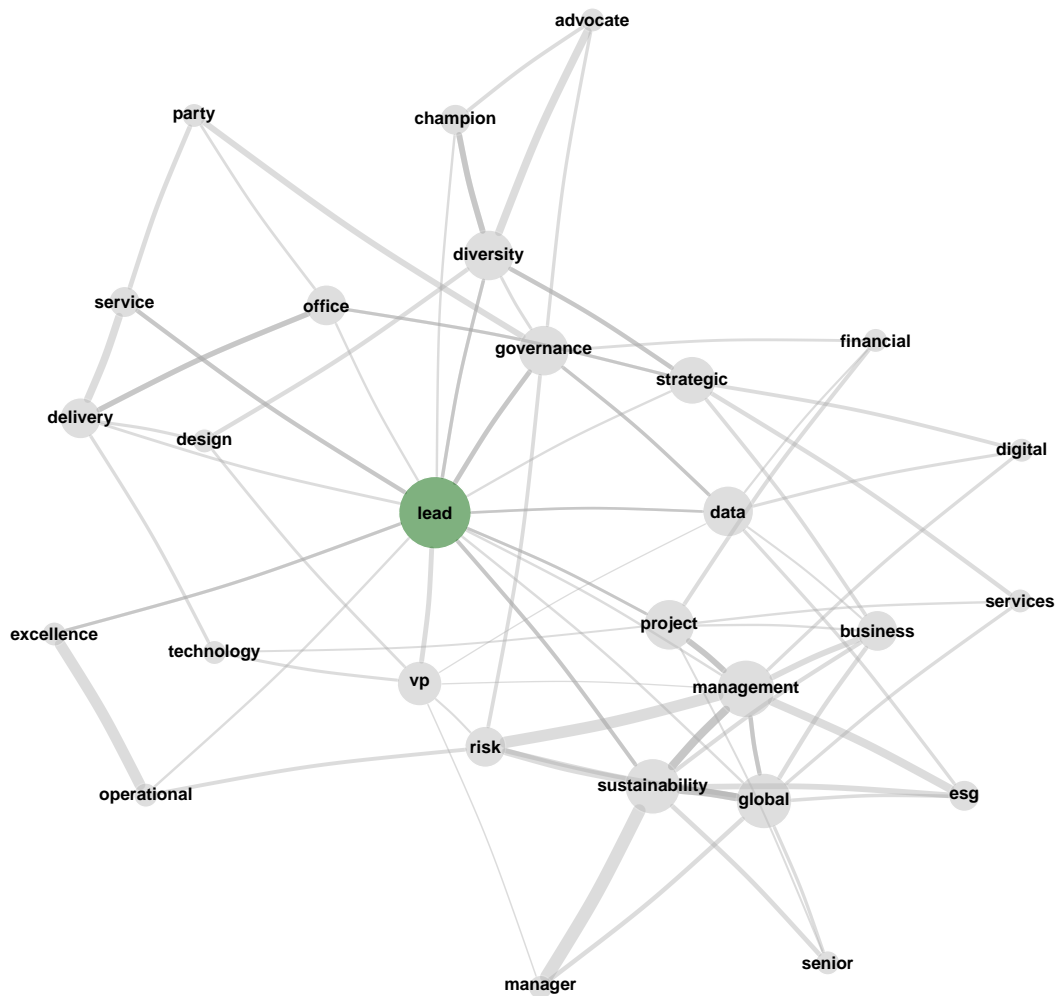 advocate
party
champion
diversity
service
office
governance
financial
strategic
delivery
design
digital
lead
data
services
project
business
excellence
technology
vp
management
risk
sustainability
global
operational
esg
senior
manager